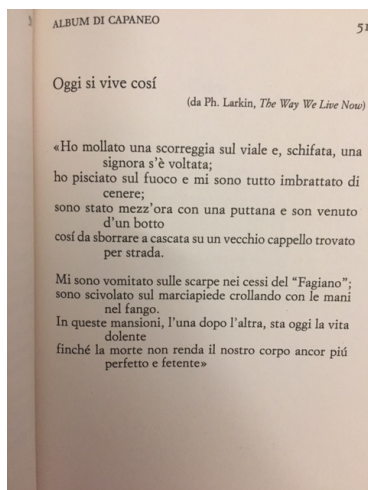 ALBUM DI CAPANEO
51
Oggi si vive cosí
(da Ph. Larkin, The Way We Live Now)
«Ho mollato una scorreggia sul viale e, schifata, una
signora s'è voltata;
ho pisciato sul fuoco e mi sono tutto imbrattato di
cenere;
sono stato mezz'ora con una puttana e son venuto
d'un botto
cosí da sborrare a cascata su un vecchio cappello trovato
per strada.
Mi sono vomitato sulle scarpe nei cessi del "Fagiano";
sono scivolato sul marciapiede crollando con le mani
nel fango.
In queste mansioni, l'una dopo l'altra, sta oggi la vita
dolente
finché la morte non renda il nostro corpo ancor piú
perfetto e fetente»